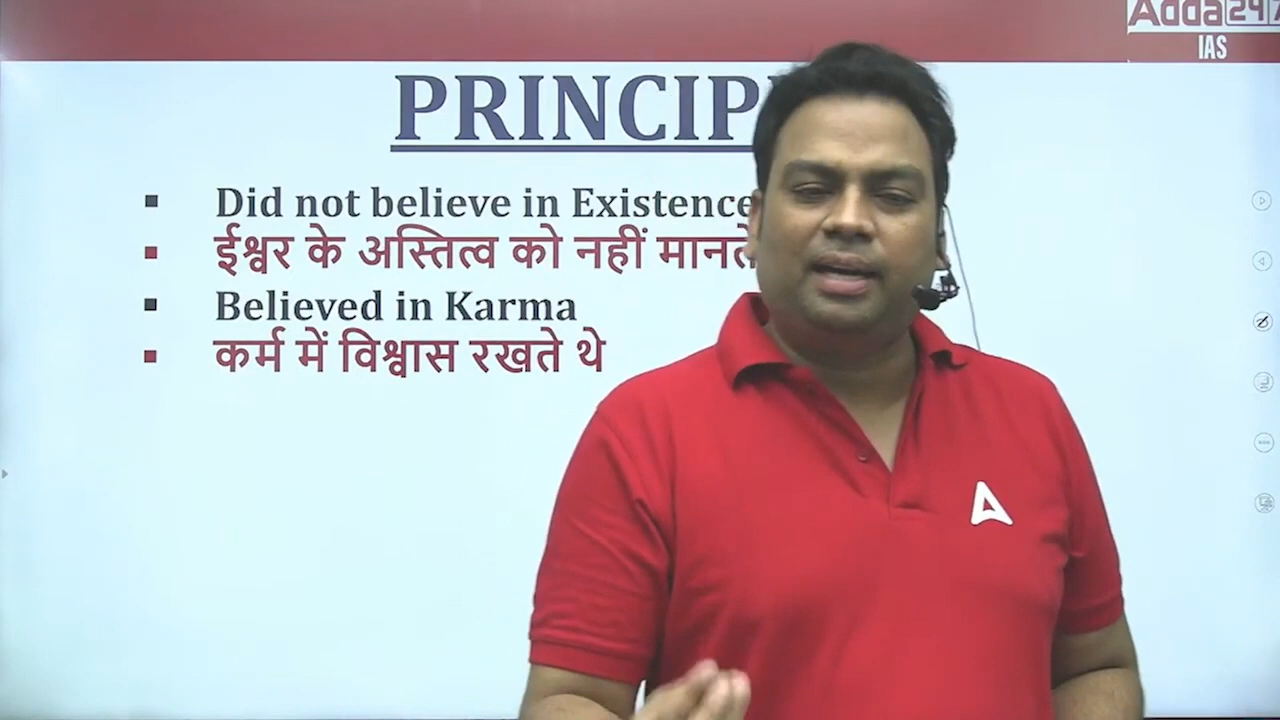 Adda247
IAS
PRINCIP
Did not believe in Existence
ईश्वर के अस्तित्व को नहीं मानते
Believed in Karma
कर्म में विश्वास रखते थे